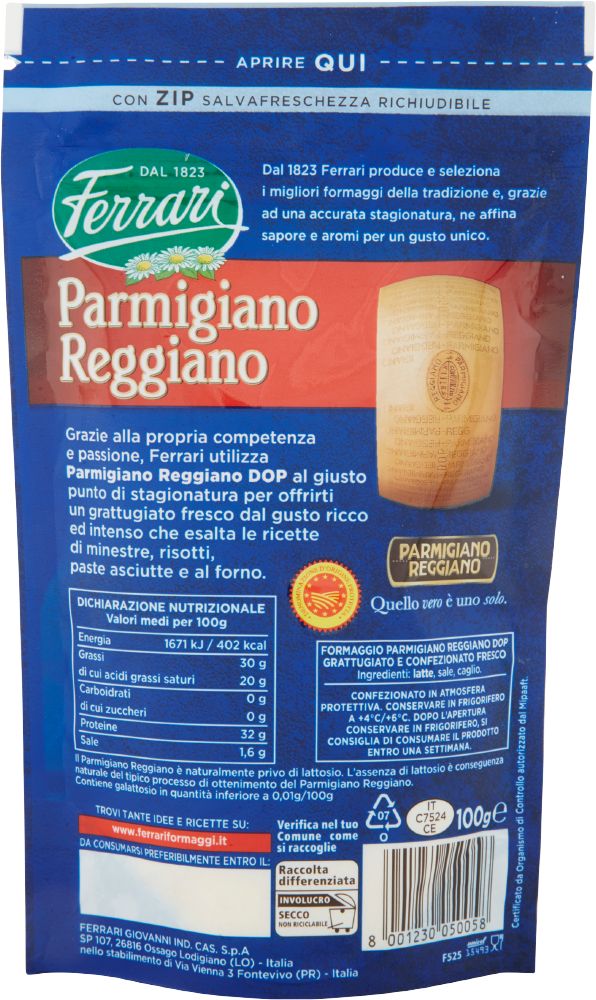 APRIRE QUI
CON ZIP SALVAFRESCHEZZA RICHIUDIBILE
DAL 1823
Ferrari
Dal 1823 Ferrari produce e seleziona
i migliori formaggi della tradizione e, grazie
ad una accurata stagionatura, ne affina
sapore e aromi per un gusto unico.
Parmigiano
Reggiano
Grazie alla propria competenza
e passione, Ferrari utilizza
Parmigiano Reggiano DOP al giusto
punto di stagionatura per offrirti
un grattugiato fresco dal gusto ricco
ed intenso che esalta le ricette
di minestre, risotti,
paste asciutte e al forno.
PARMIGIANO
REGGIANO
Quello vero è uno solo.
DICHIARAZIONE NUTRIZIONALE
Valori medi per 100g
Energia 1671 kJ / 402 kcal
Grassi 30 g
di cui acidi grassi saturi 20 g
Carboidrati 0 g
di cui zuccheri 0 g
Proteine 32 g
Sale 1,6 g
FORMAGGIO PARMIGIANO REGGIANO DOP
GRATTUGIATO E CONFEZIONATO FRESCO
Ingredienti: latte, sale, caglio.
CONFEZIONATO IN ATMOSFERA
PROTETTIVA. CONSERVARE IN FRIGORIFERO
A +4°C/+6°C. DOPO L'APERTURA
CONSERVARE IN FRIGORIFERO, SI
CONSIGLIA DI CONSUMARE IL PRODOTTO
ENTRO UNA SETTIMANA.
Il Parmigiano Reggiano è naturalmente privo di lattosio. L'assenza di lattosio è conseguenza
naturale del tipico processo di ottenimento del Parmigiano Reggiano.
Contiene galattosio in quantità inferiore a 0,01g/100g
Certificato da Organismo di Controllo autorizzato dal Mipaaft.
TROVI TANTE IDEE E RICETTE SU:
www.ferrariformaggi.it
DA CONSUMARSI PREFERIBILMENTE ENTRO IL:
Verifica nel tuo
Comune come
si raccoglie
07
O
IT
C7524
CE
100g e
Raccolta
differenziata
INVOLUCRO
SECCO
NON RICICLABILE
8 001230 050058
F525
FERRARI GIOVANNI IND. CAS. S.p.A
SP 107, 26816 Ossago Lodigiano (LO) - Italia
nello stabilimento di Via Vienna 3 Fontevivo (PR) - Italia